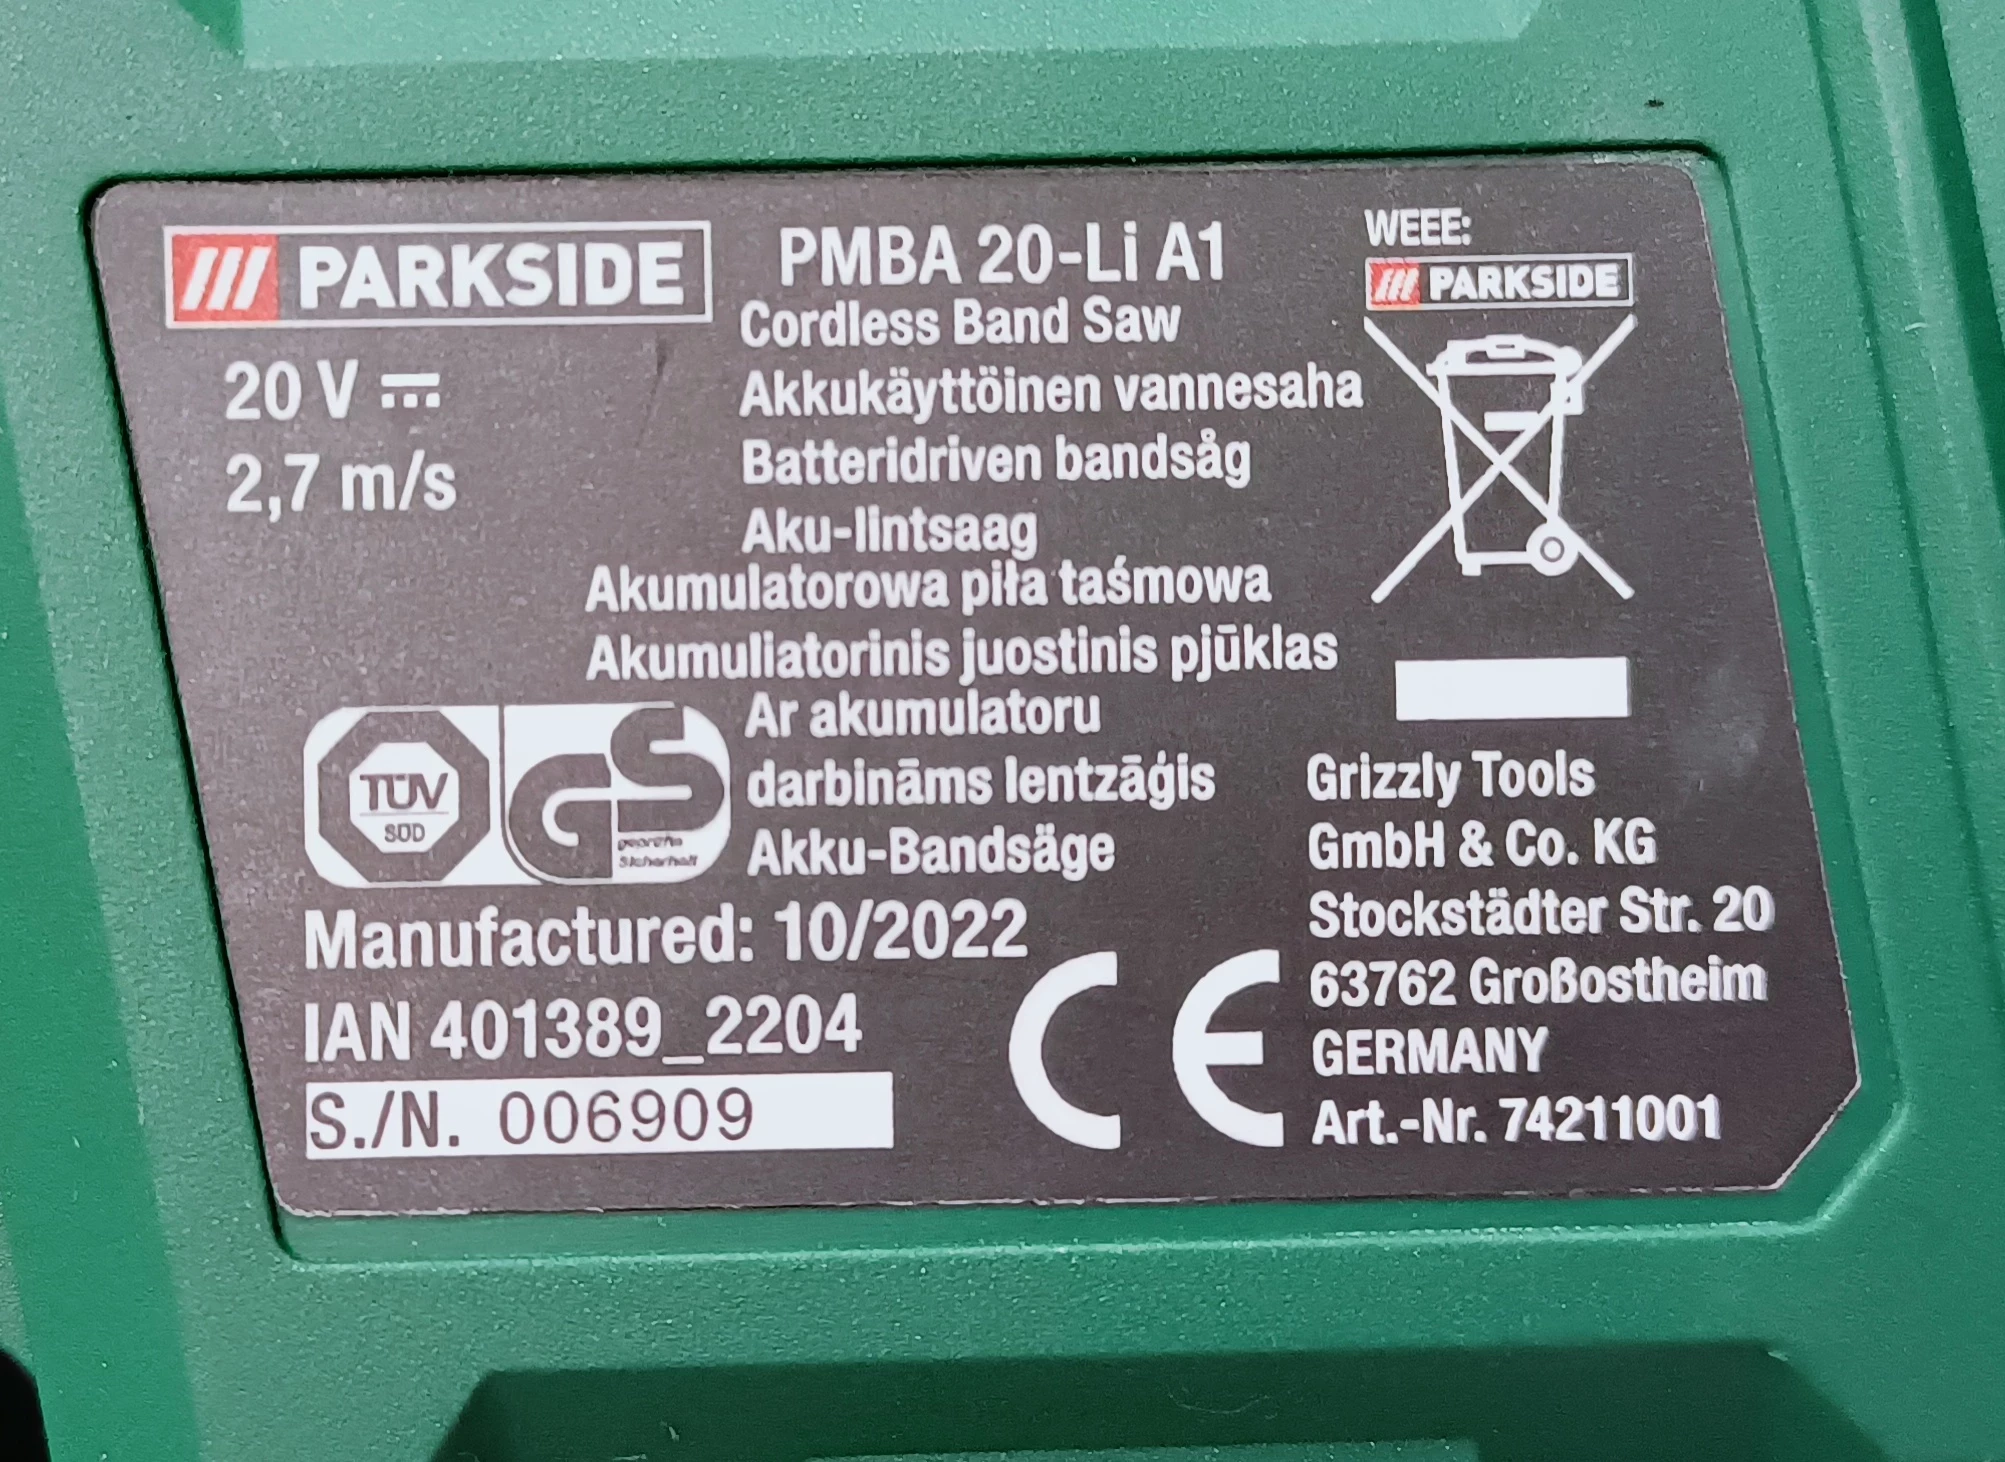 PARKSIDE
20 V
2,7 m/s
PMBA 20-Li A1
Cordless Band Saw
Akkukäyttöinen vannesaha
Batteridriven bandsåg
Aku-lintsaag
Akumulatorowa piła taśmowa
Akumuliatorinis juostinis pjūklas
Ar akumulatoru
darbināms lentzāģis
Akku-Bandsäge
WEEE:
PARKSIDE
TÜV
SÜD
GS
geprüfte
Sicherheit
Manufactured: 10/2022
IAN 401389_2204
S./N. 006909
CE
Grizzly Tools
GmbH & Co. KG
Stockstädter Str. 20
63762 Großostheim
GERMANY
Art.-Nr. 74211001